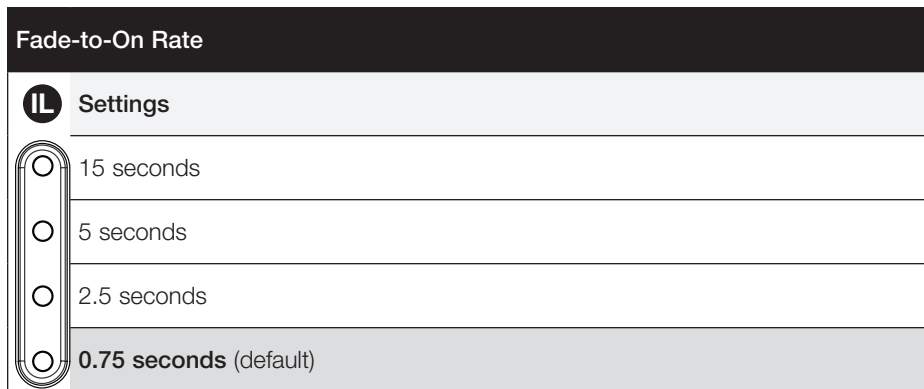 Fade-to-On Rate
IL Settings
15 seconds
5 seconds
2.5 seconds
0.75 seconds (default)